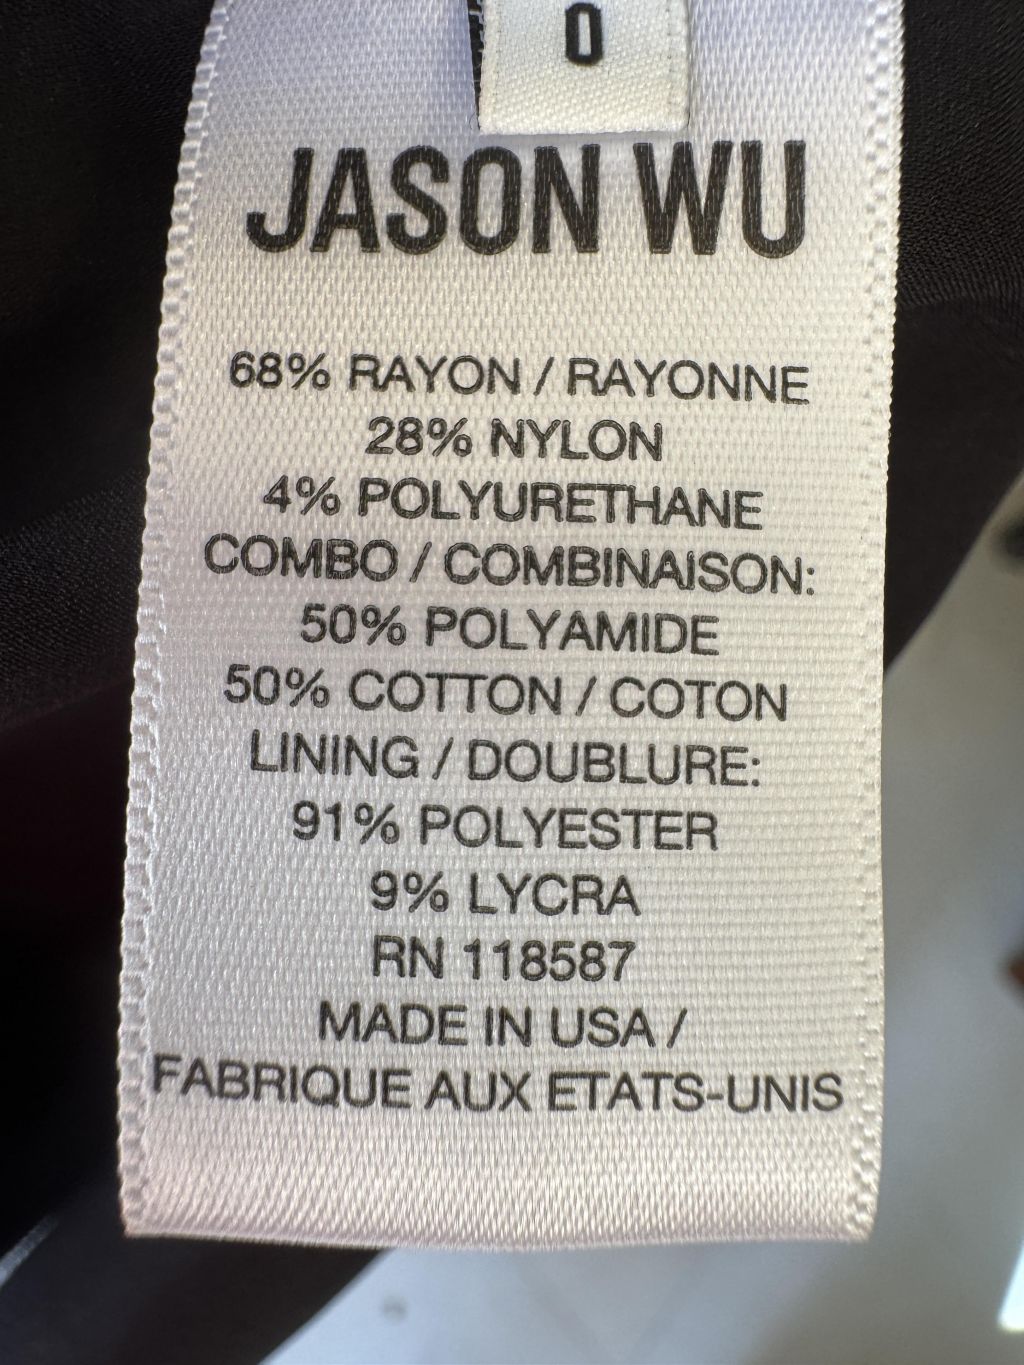 0
JASON WU
68% RAYON / RAYONNE
28% NYLON
4% POLYURETHANE
COMBO / COMBINAISON:
50% POLYAMIDE
50% COTTON / COTON
LINING / DOUBLURE:
91% POLYESTER
9% LYCRA
RN 118587
MADE IN USA /
FABRIQUE AUX ETATS-UNIS